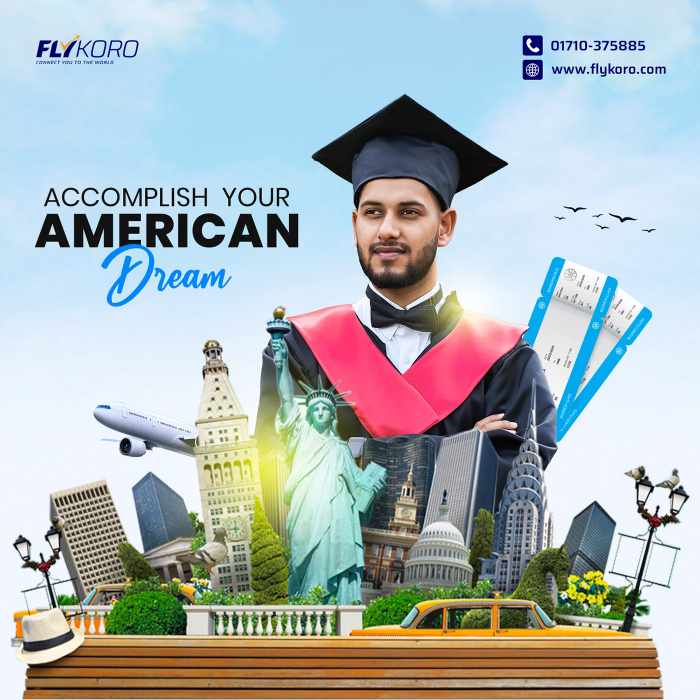 FLYKORO
CONNECT YOU TO THE WORLD
01710-375885
www.flykoro.com
ACCOMPLISH YOUR
AMERICAN
Dream